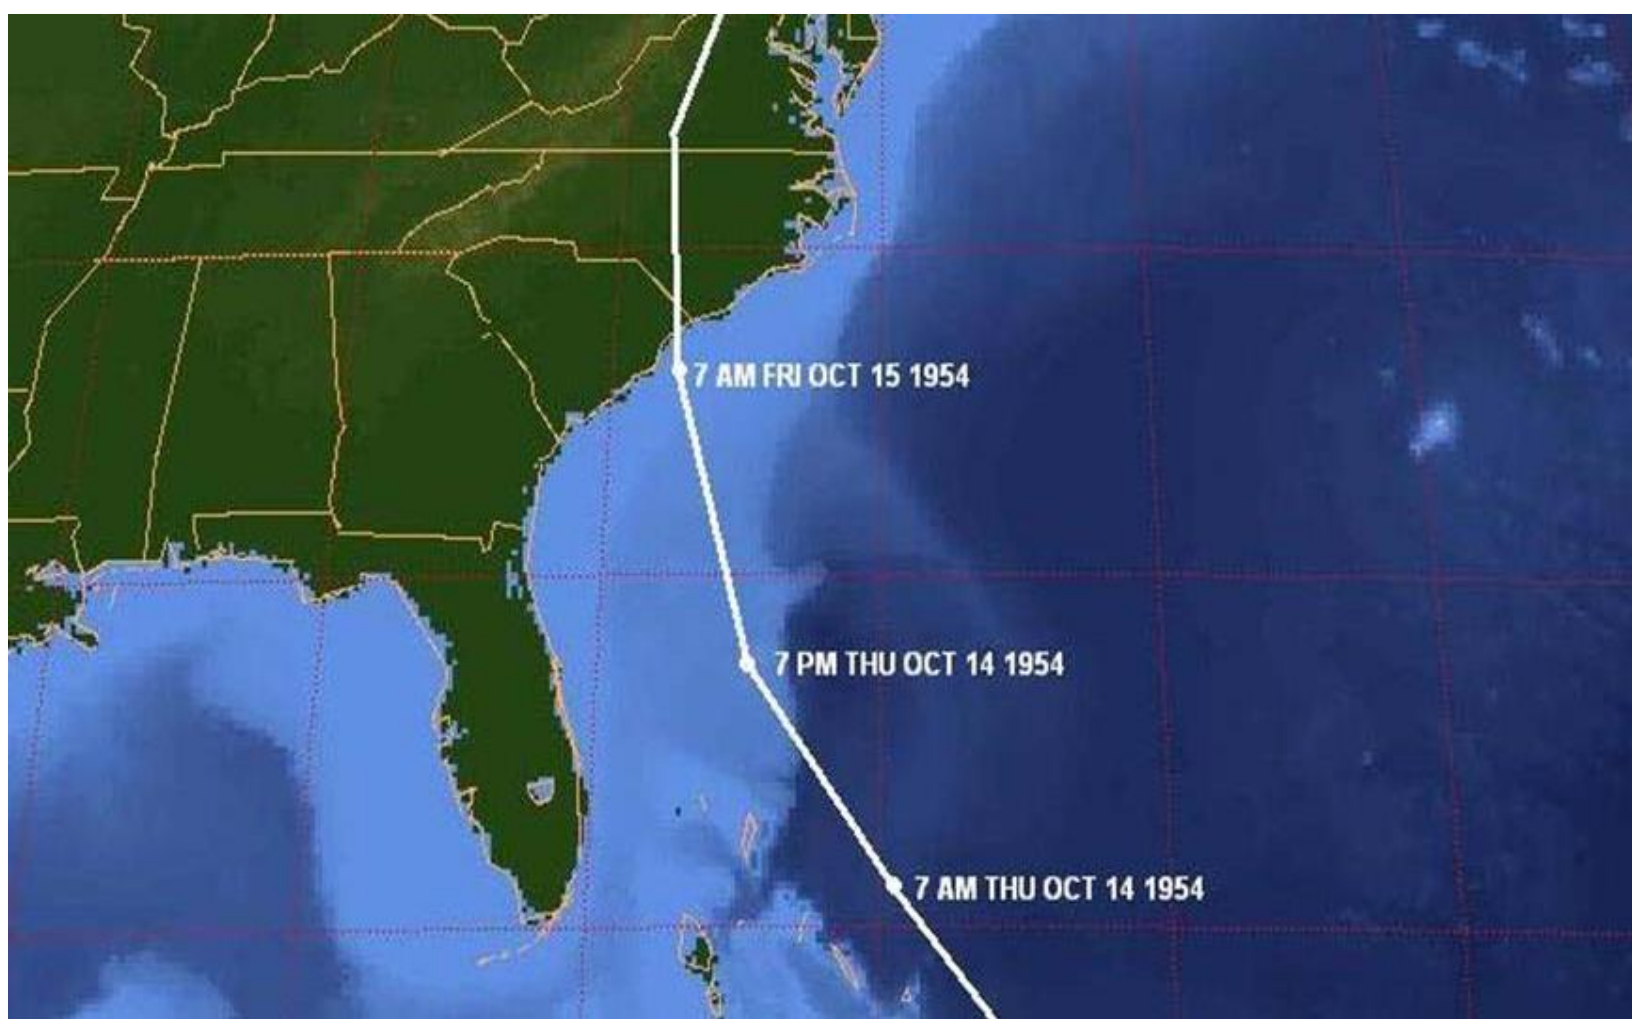 7 AM FRI OCT 15 1954
7 PM THU OCT 14 1954
7 AM THU OCT 14 1954